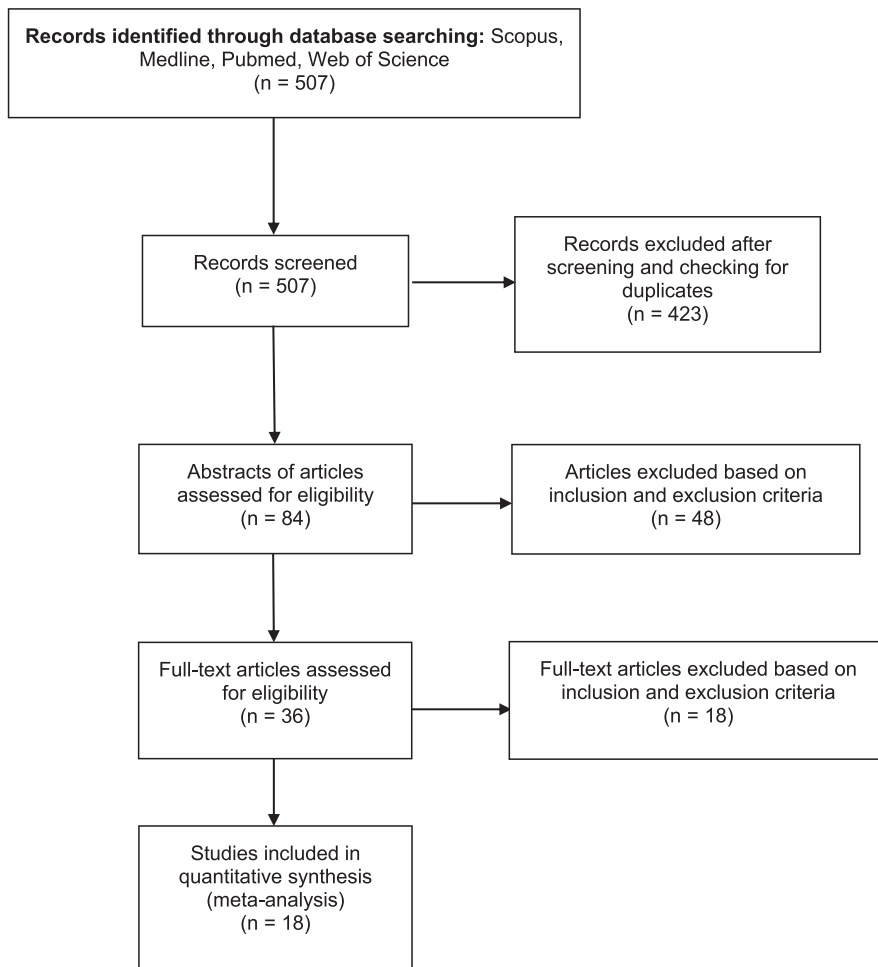 Records identified through database searching: Scopus,
Medline, Pubmed, Web of Science
(n = 507)
Records screened
(n = 507)
Records excluded after
screening and checking for
duplicates
(n = 423)
Abstracts of articles
assessed for eligibility
(n = 84)
Articles excluded based on
inclusion and exclusion criteria
(n = 48)
Full-text articles assessed
for eligibility
(n = 36)
Full-text articles excluded based on
inclusion and exclusion criteria
(n = 18)
Studies included in
quantitative synthesis
(meta-analysis)
(n = 18)